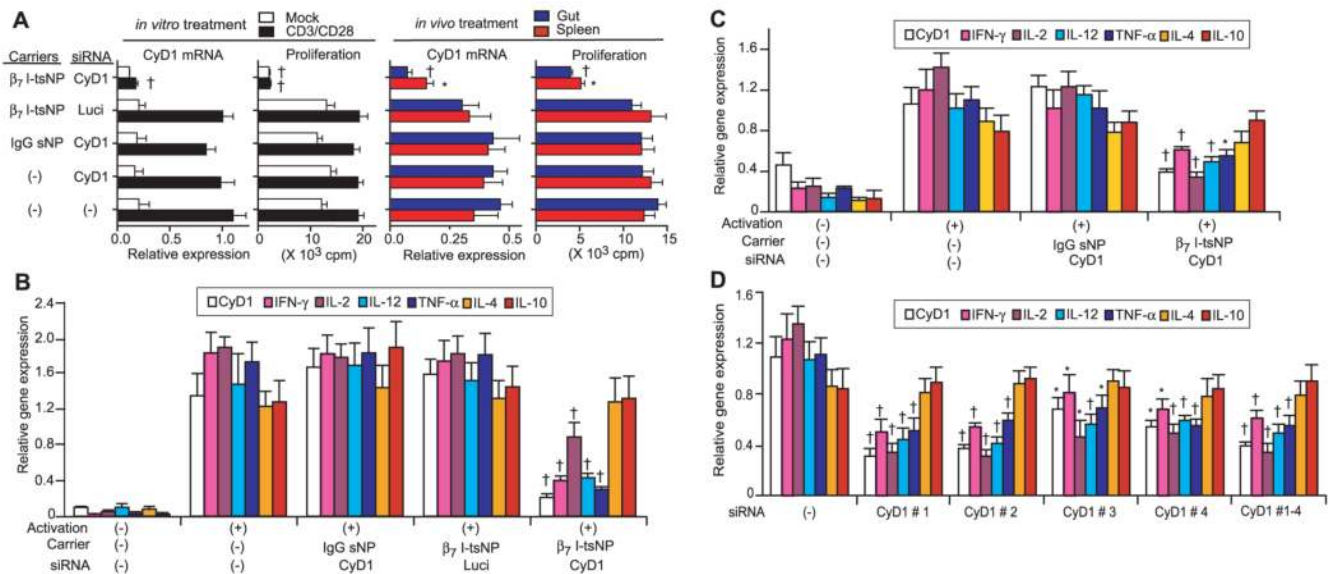 A
in vitro treatment
Mock
CD3/CD28
in vivo treatment
Gut
Spleen
Carriers siRNA
CyD1 mRNA Proliferation CyD1 mRNA Proliferation
β7 I-tsNP CyD1
† † † † * † *
β7 I-tsNP Luci
IgG sNP CyD1
(-) CyD1
(-) (-)
0.0 0.5 1.0 0 10 15 20 0.0 0.25 0.5 0 5 10 15
Relative expression (X 10³ cpm) Relative expression (X 10³ cpm)
B
CyD1 IFN-γ IL-2 IL-12 TNF-α IL-4 IL-10
Relative gene expression
2.4
2.0
1.6
1.2
0.8
0.4
0
† † † † †
Activation (-) (+) (+) (+) (+)
Carrier (-) (-) IgG sNP β7 I-tsNP β7 I-tsNP
siRNA (-) (-) CyD1 Luci CyD1
C
CyD1 IFN-γ IL-2 IL-12 TNF-α IL-4 IL-10
Relative gene expression
1.6
1.2
0.8
0.4
0
† † † † *
Activation (-) (+) (+) (+)
Carrier (-) (-) IgG sNP β7 I-tsNP
siRNA (-) (-) CyD1 CyD1
D
CyD1 IFN-γ IL-2 IL-12 TNF-α IL-4 IL-10
Relative gene expression
1.6
1.2
0.8
0.4
0
† † † † † † † † † † * * * † * * * † † † † † † † †
siRNA (-) CyD1 # 1 CyD1 # 2 CyD1 # 3 CyD1 # 4 CyD1 #1-4